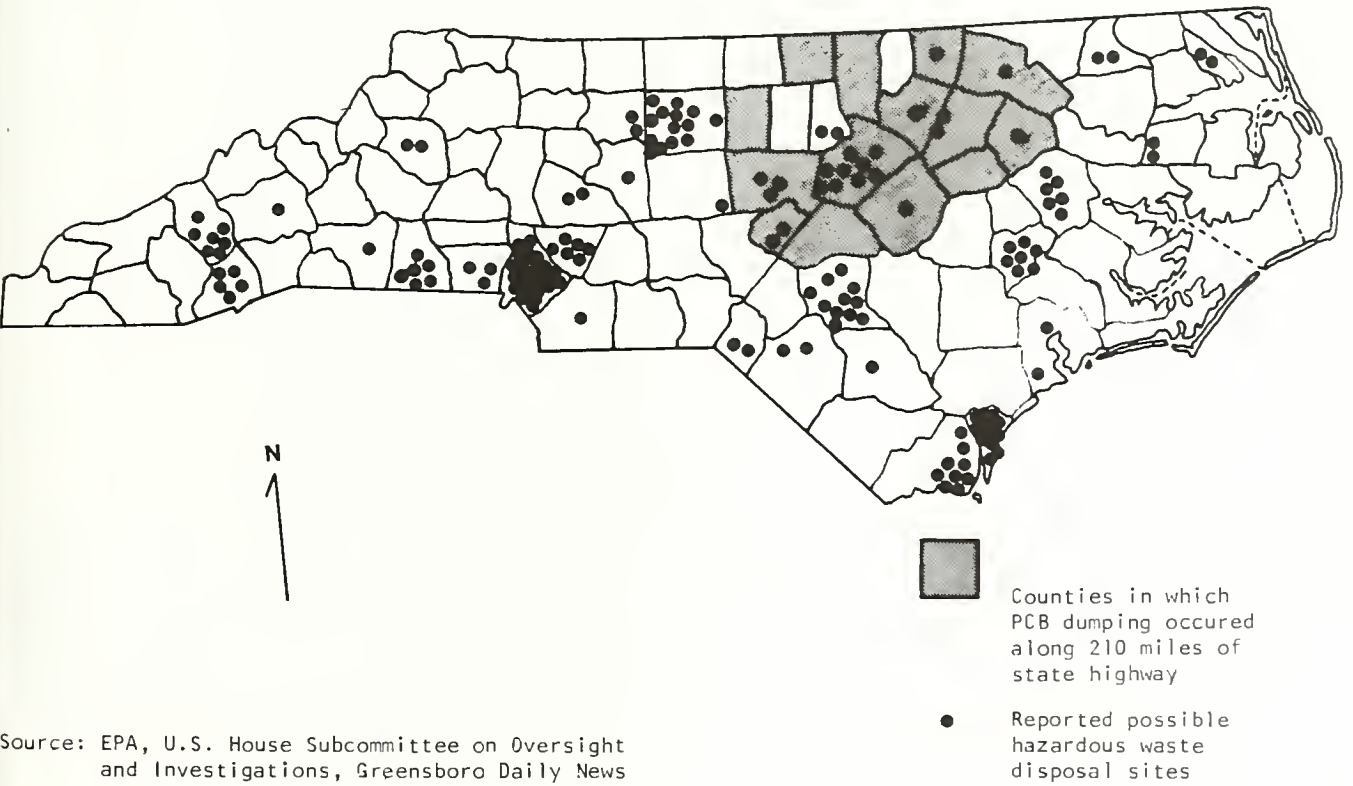 N
Counties in which
PCB dumping occured
along 210 miles of
state highway
Reported possible
hazardous waste
disposal sites
Source: EPA, U.S. House Subcommittee on Oversight
and Investigations, Greensboro Daily News